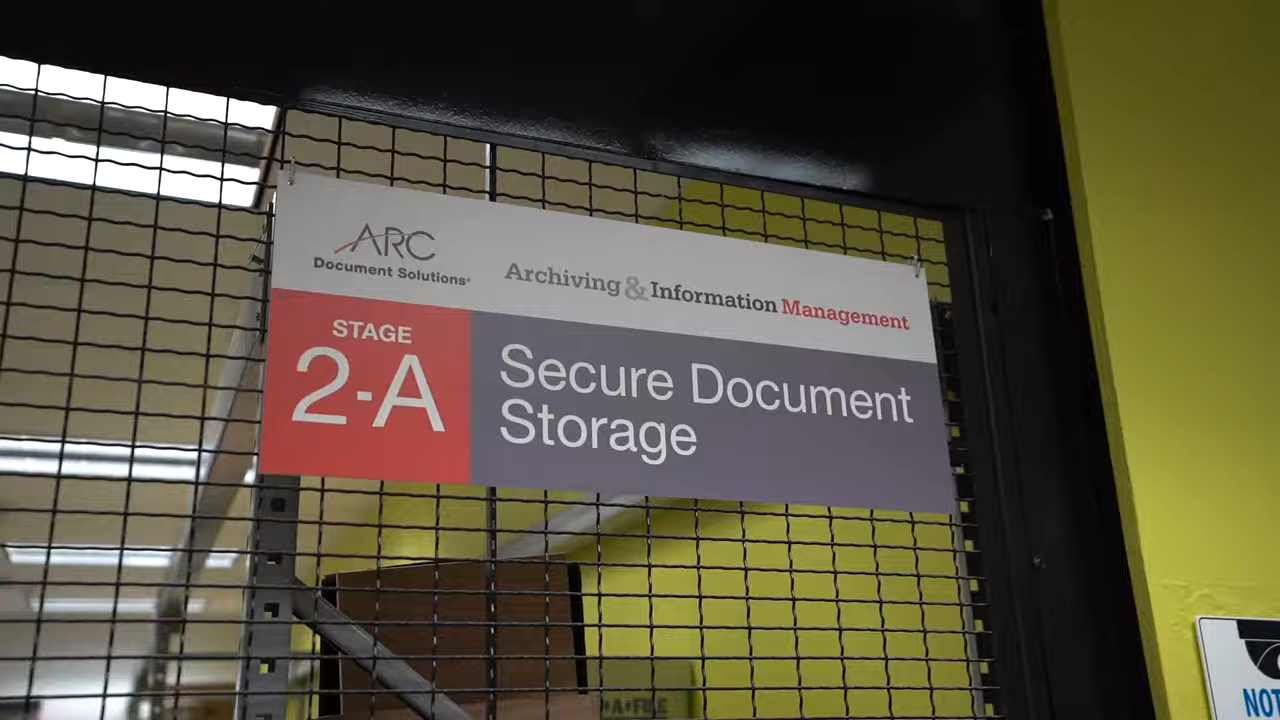 ARC
Document Solutions
Archiving & Information Management
STAGE
2-A
Secure Document
Storage
NOT